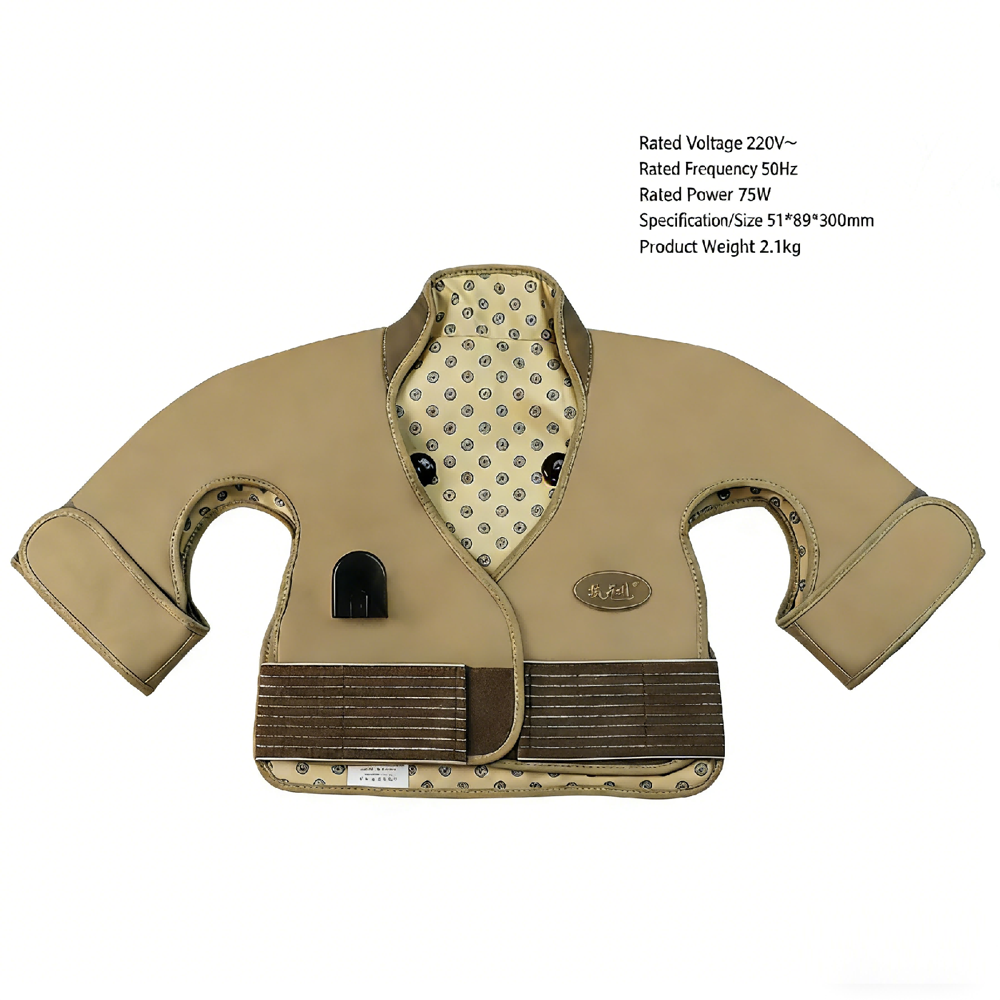 Rated Voltage 220V～
Rated Frequency 50Hz
Rated Power 75W
Specification/Size 51*89*300mm
Product Weight 2.1kg